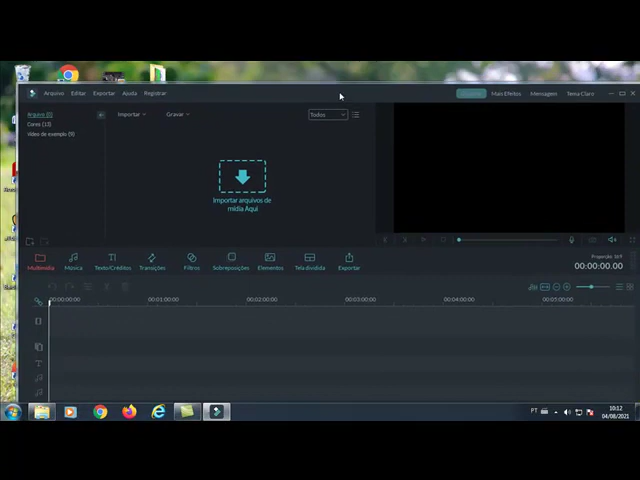 Arquivo Editar Exportar Ajuda Registrar
Mais Efeitos Mensagem Tema Claro
Arquivo (0)
Cores (13)
Vídeo de exemplo (9)
Importar Gravar Todos
Importar arquivos de
mídia Aqui
Proporção 16:9
00:00:00.00
Multimídia Música Texto/Créditos Transições Filtros Sobreposições Elementos Tela dividida Exportar
00:00:00:00 00:01:00:00 00:02:00:00 00:03:00:00 00:04:00:00 00:05:00:00
PT
10:12
04/08/2021